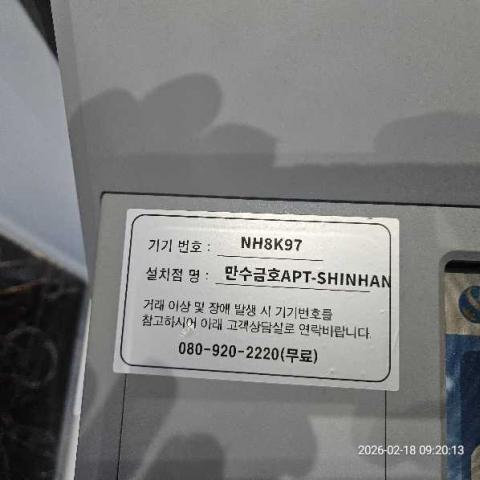 기기 번호 : NH8K97
설치점 명 : 만수금호APT-SHINHAN
거래 이상 및 장애 발생 시 기기번호를
참고하시어 아래 고객상담실로 연락바랍니다.
080-920-2220(무료)
2026-02-18 09:20:13